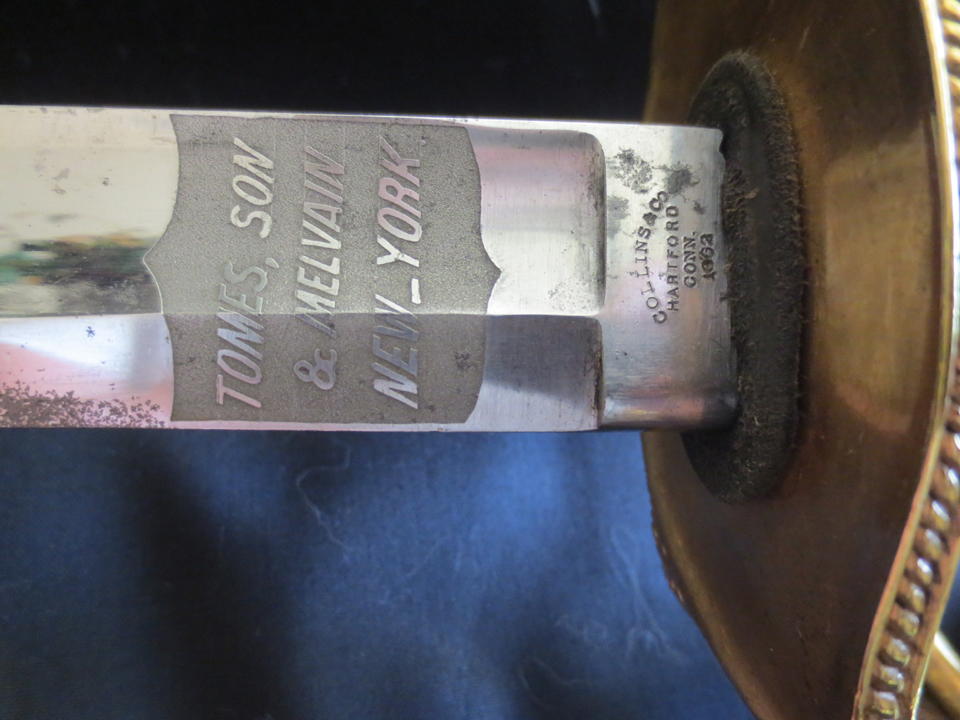 TOMES, SON
& MELVAIN
NEW-YORK.
COLLINS & Co
HARTFORD
CONN.
1862